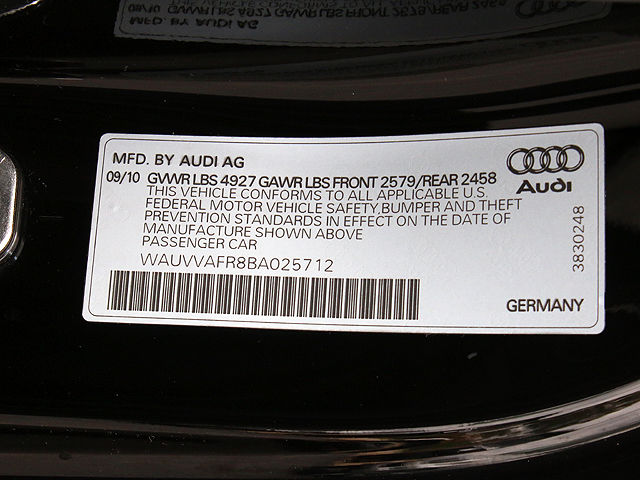 MFD. BY AUDI AG
09/10 GVWR LBS 4927 GAWR LBS FRONT 2579/REAR 2458
THIS VEHICLE CONFORMS TO ALL APPLICABLE U.S.
FEDERAL MOTOR VEHICLE SAFETY,BUMPER AND THEFT
PREVENTION STANDARDS IN EFFECT ON THE DATE OF
MANUFACTURE SHOWN ABOVE
PASSENGER CAR
WAUVVAFR8BA025712
Audi
3830248
GERMANY